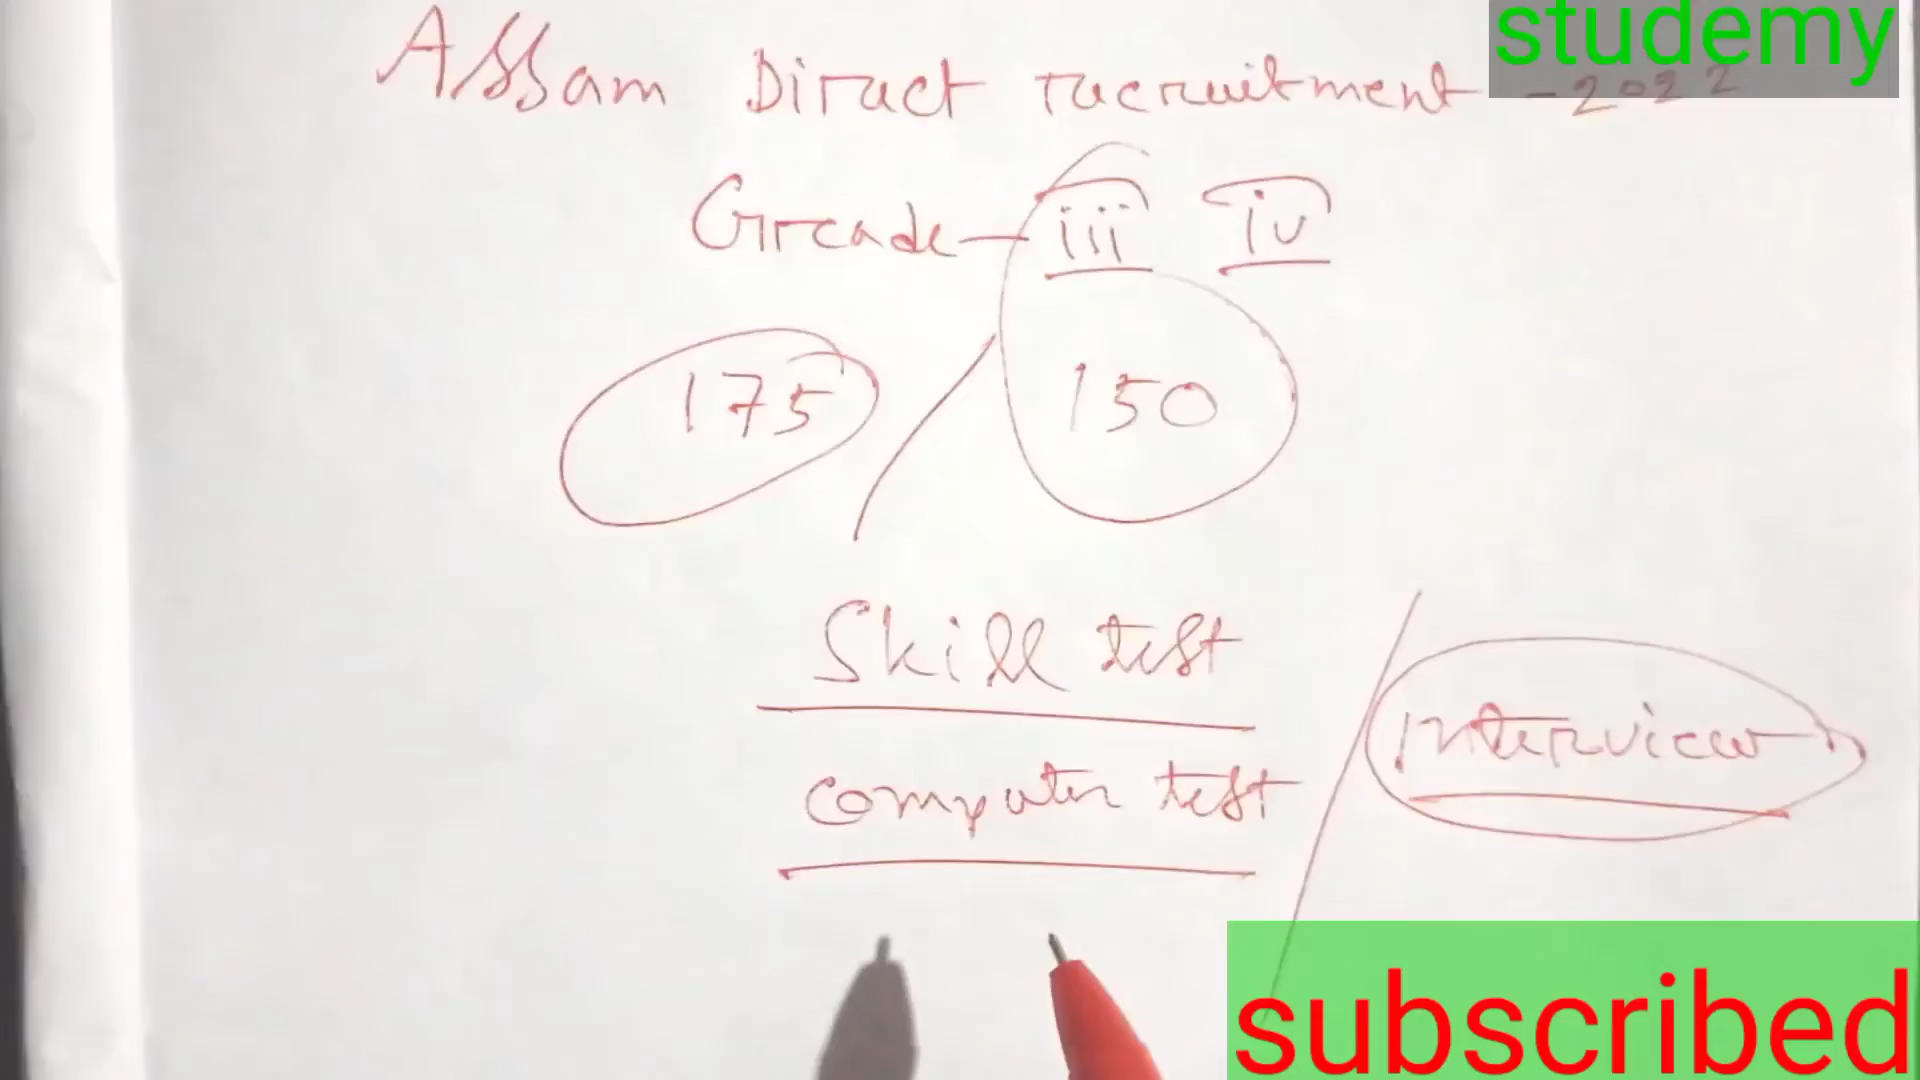 studemy
Assam Direct recruitment -2022
Grade - iii iv
175 / 150
Skill test
computer test / Interview
subscribed